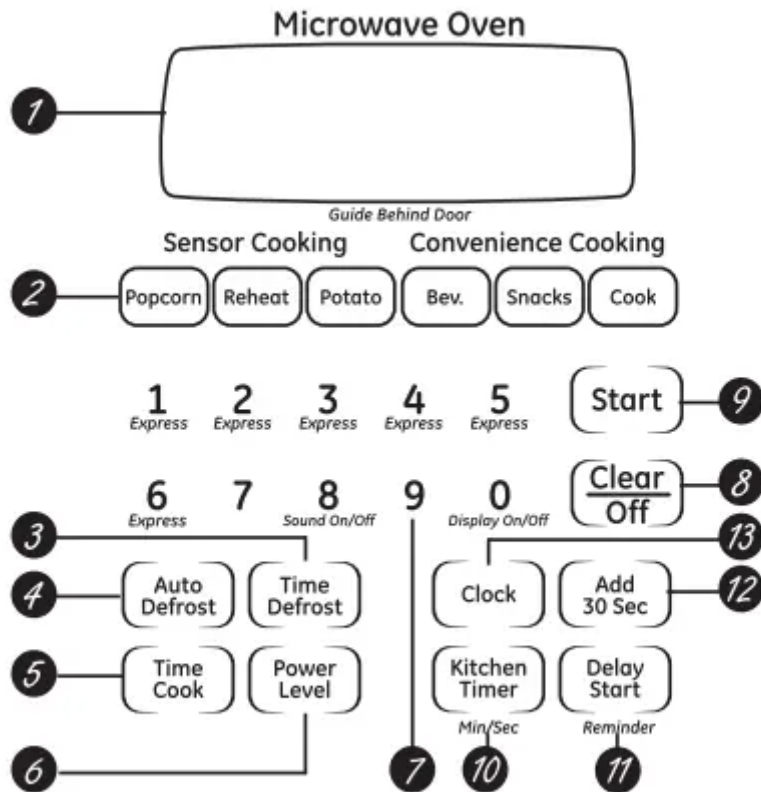 Microwave Oven
1
Guide Behind Door
Sensor Cooking Convenience Cooking
2 Popcorn Reheat Potato Bev. Snacks Cook
1 2 3 4 5 Start 9
Express Express Express Express Express
Clear 8
Off
6 7 8 9 0
Express Sound On/Off Display On/Off
3 13
4 Auto Defrost Time Defrost Clock Add 30 Sec 12
5 Time Cook Power Level Kitchen Timer Delay Start
Min/Sec Reminder
6 7 10 11